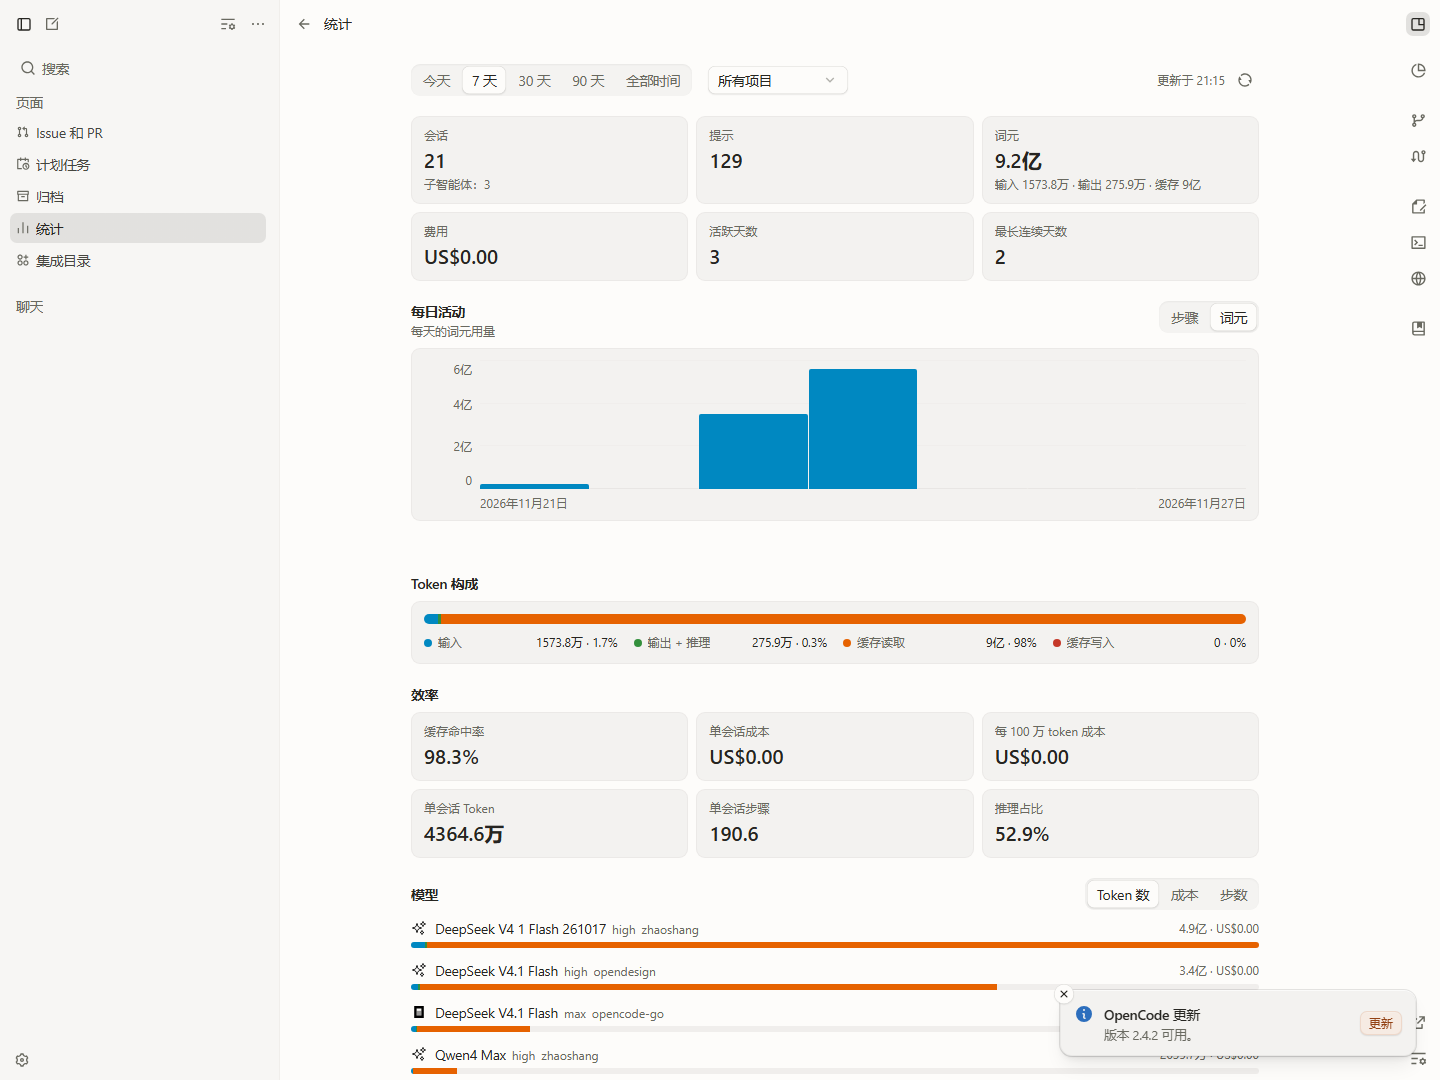 统计
搜索
页面
Issue 和 PR
计划任务
归档
统计
集成目录
聊天
今天 7 天 30 天 90 天 全部时间 所有项目 更新于 21:15
会话
21
子智能体：3
提示
129
词元
9.2亿
输入 1573.8万 · 输出 275.9万 · 缓存 9亿
费用
US$0.00
活跃天数
3
最长连续天数
2
每日活动
每天的词元用量
步骤 词元
6亿
4亿
2亿
0
2026年11月21日 2026年11月27日
Token 构成
输入 1573.8万 · 1.7% 输出 + 推理 275.9万 · 0.3% 缓存读取 9亿 · 98% 缓存写入 0 · 0%
效率
缓存命中率
98.3%
单会话成本
US$0.00
每 100 万 token 成本
US$0.00
单会话 Token
4364.6万
单会话步骤
190.6
推理占比
52.9%
模型
Token 数 成本 步数
DeepSeek V4 1 Flash 261017 high zhaoshang 4.9亿 · US$0.00
DeepSeek V4.1 Flash high opendesign 3.4亿 · US$0.00
DeepSeek V4.1 Flash max opencode-go
Qwen4 Max high zhaoshang
OpenCode 更新
版本 2.4.2 可用。
更新